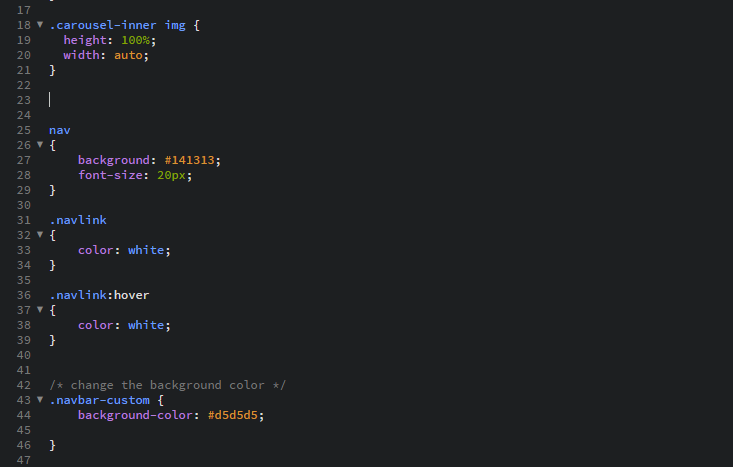 17
18 ▼ .carousel-inner img {
19   height: 100%;
20   width: auto;
21 }
22
23
24
25 nav
26 ▼ {
27     background: #141313;
28     font-size: 20px;
29 }
30
31 .navlink
32 ▼ {
33     color: white;
34 }
35
36 .navlink:hover
37 ▼ {
38     color: white;
39 }
40
41
42 /* change the background color */
43 ▼ .navbar-custom {
44     background-color: #d5d5d5;
45
46 }
47